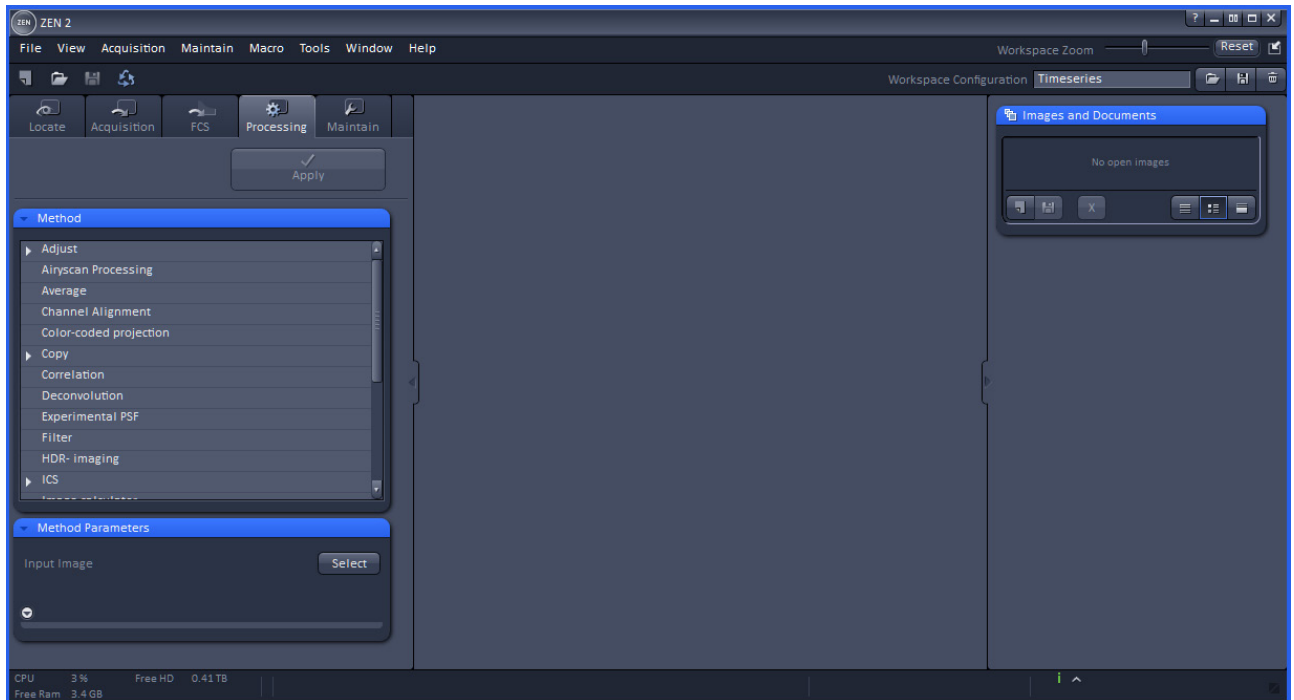 ZEN ZEN 2 ?
File View Acquisition Maintain Macro Tools Window Help Workspace Zoom Reset
Workspace Configuration Timeseries
Locate Acquisition FCS Processing Maintain
Apply
Method
Adjust
Airyscan Processing
Average
Channel Alignment
Color-coded projection
Copy
Correlation
Deconvolution
Experimental PSF
Filter
HDR- imaging
ICS
Image calculator
Method Parameters
Input Image Select
Images and Documents
No open images
X
CPU 3 % Free HD 0.41 TB i
Free Ram 3.4 GB